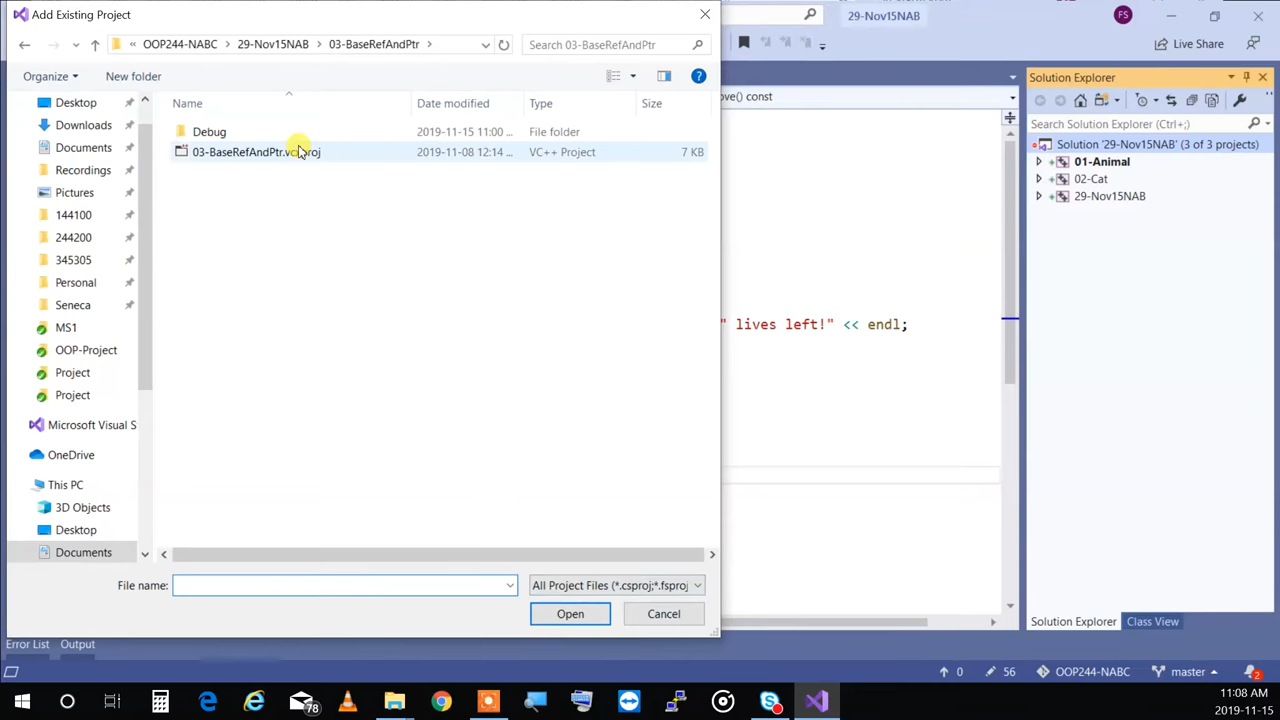 Add Existing Project
« OOP244-NABC > 29-Nov15NAB > 03-BaseRefAndPtr >
Search 03-BaseRefAndPtr
Organize
New folder
Name
Date modified
Type
Size
Debug
2019-11-15 11:00 ...
File folder
2019-11-08 12:14 ...
VC++ Project
7 KB
Desktop
Downloads
Documents
Recordings
Pictures
144100
244200
345305
Personal
Seneca
MS1
OOP-Project
Project
Project
Microsoft Visual S
OneDrive
This PC
3D Objects
Desktop
Documents
File name:
All Project Files (*.csproj;*.fsproj
Open
Cancel
29-Nov15NAB
FS
Live Share
ove() const
" lives left!" << endl;
Solution Explorer
Search Solution Explorer (Ctrl+;)
Solution '29-Nov15NAB' (3 of 3 projects)
01-Animal
02-Cat
29-Nov15NAB
Solution Explorer
Class View
Error List
Output
0
56
OOP244-NABC
master
2
78
11:08 AM
2019-11-15